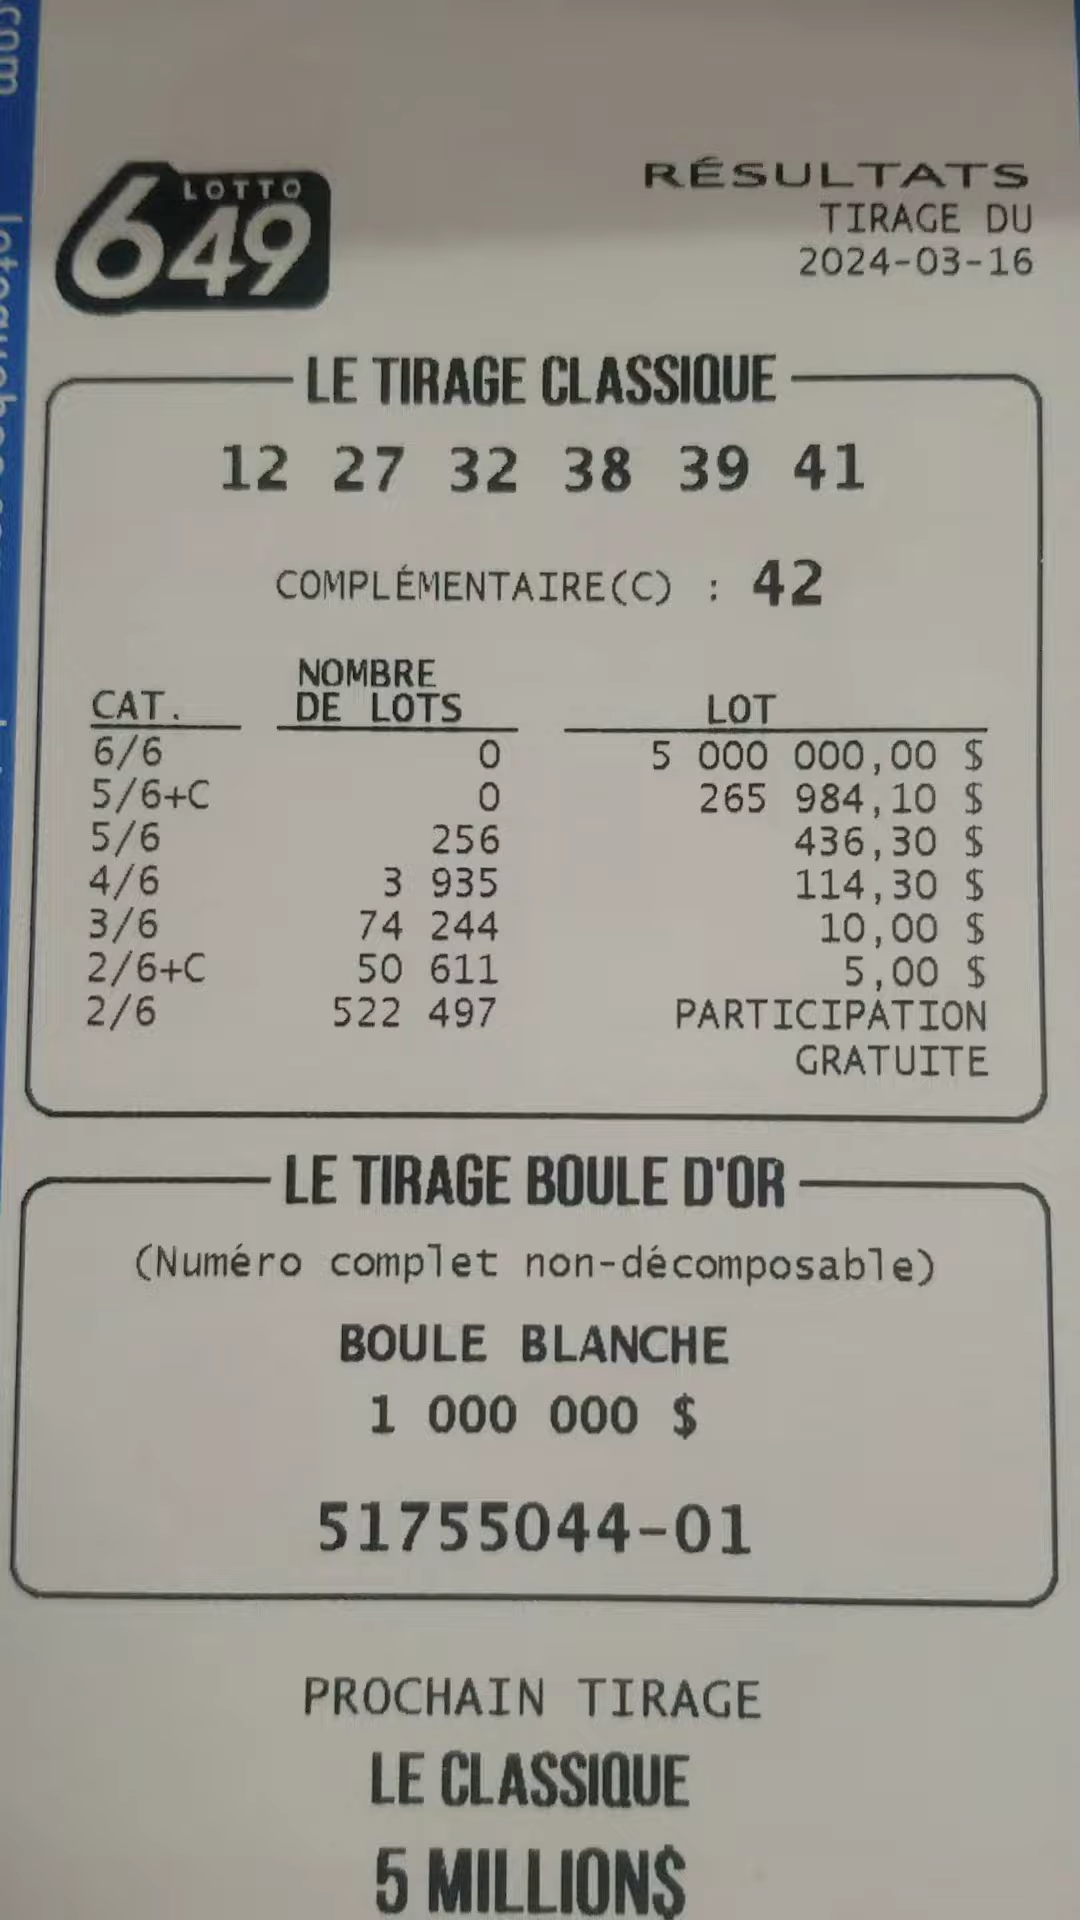 LOTTO
649
RÉSULTATS
TIRAGE DU
2024-03-16
LE TIRAGE CLASSIQUE
12 27 32 38 39 41
COMPLÉMENTAIRE(C) : 42
CAT. NOMBRE DE LOTS LOT
6/6 0 5 000 000,00 $
5/6+C 0 265 984,10 $
5/6 256 436,30 $
4/6 3 935 114,30 $
3/6 74 244 10,00 $
2/6+C 50 611 5,00 $
2/6 522 497 PARTICIPATION
GRATUITE
LE TIRAGE BOULE D'OR
(Numéro complet non-décomposable)
BOULE BLANCHE
1 000 000 $
51755044-01
PROCHAIN TIRAGE
LE CLASSIQUE
5 MILLION$